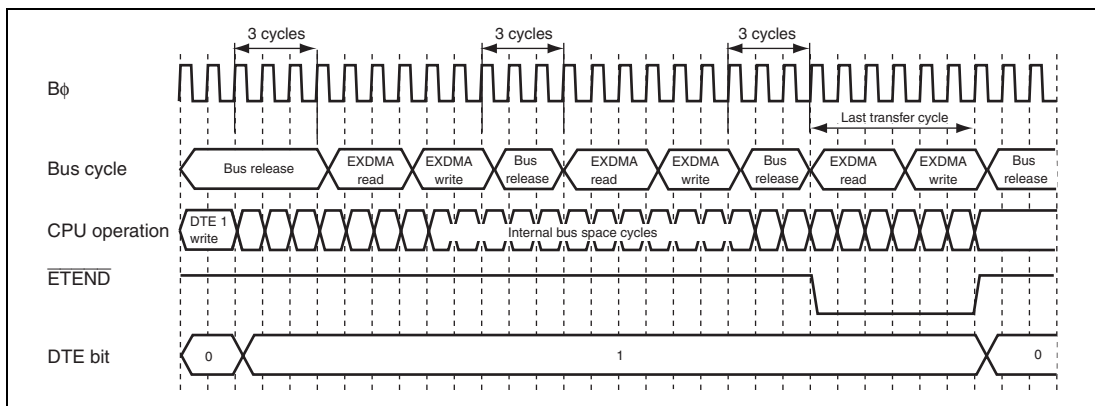 3 cycles 3 cycles 3 cycles
Bϕ
Last transfer cycle
Bus cycle Bus release EXDMA read EXDMA write Bus release EXDMA read EXDMA write Bus release EXDMA read EXDMA write Bus release
CPU operation DTE 1 write Internal bus space cycles
ETEND
DTE bit 0 1 0